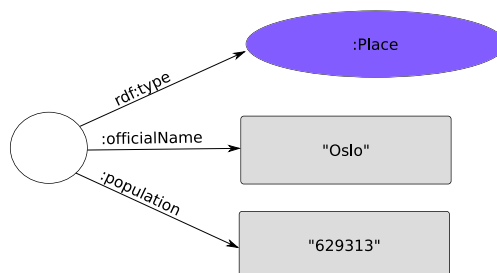 :Place
rdf:type
:officialName
"Oslo"
:population
"629313"